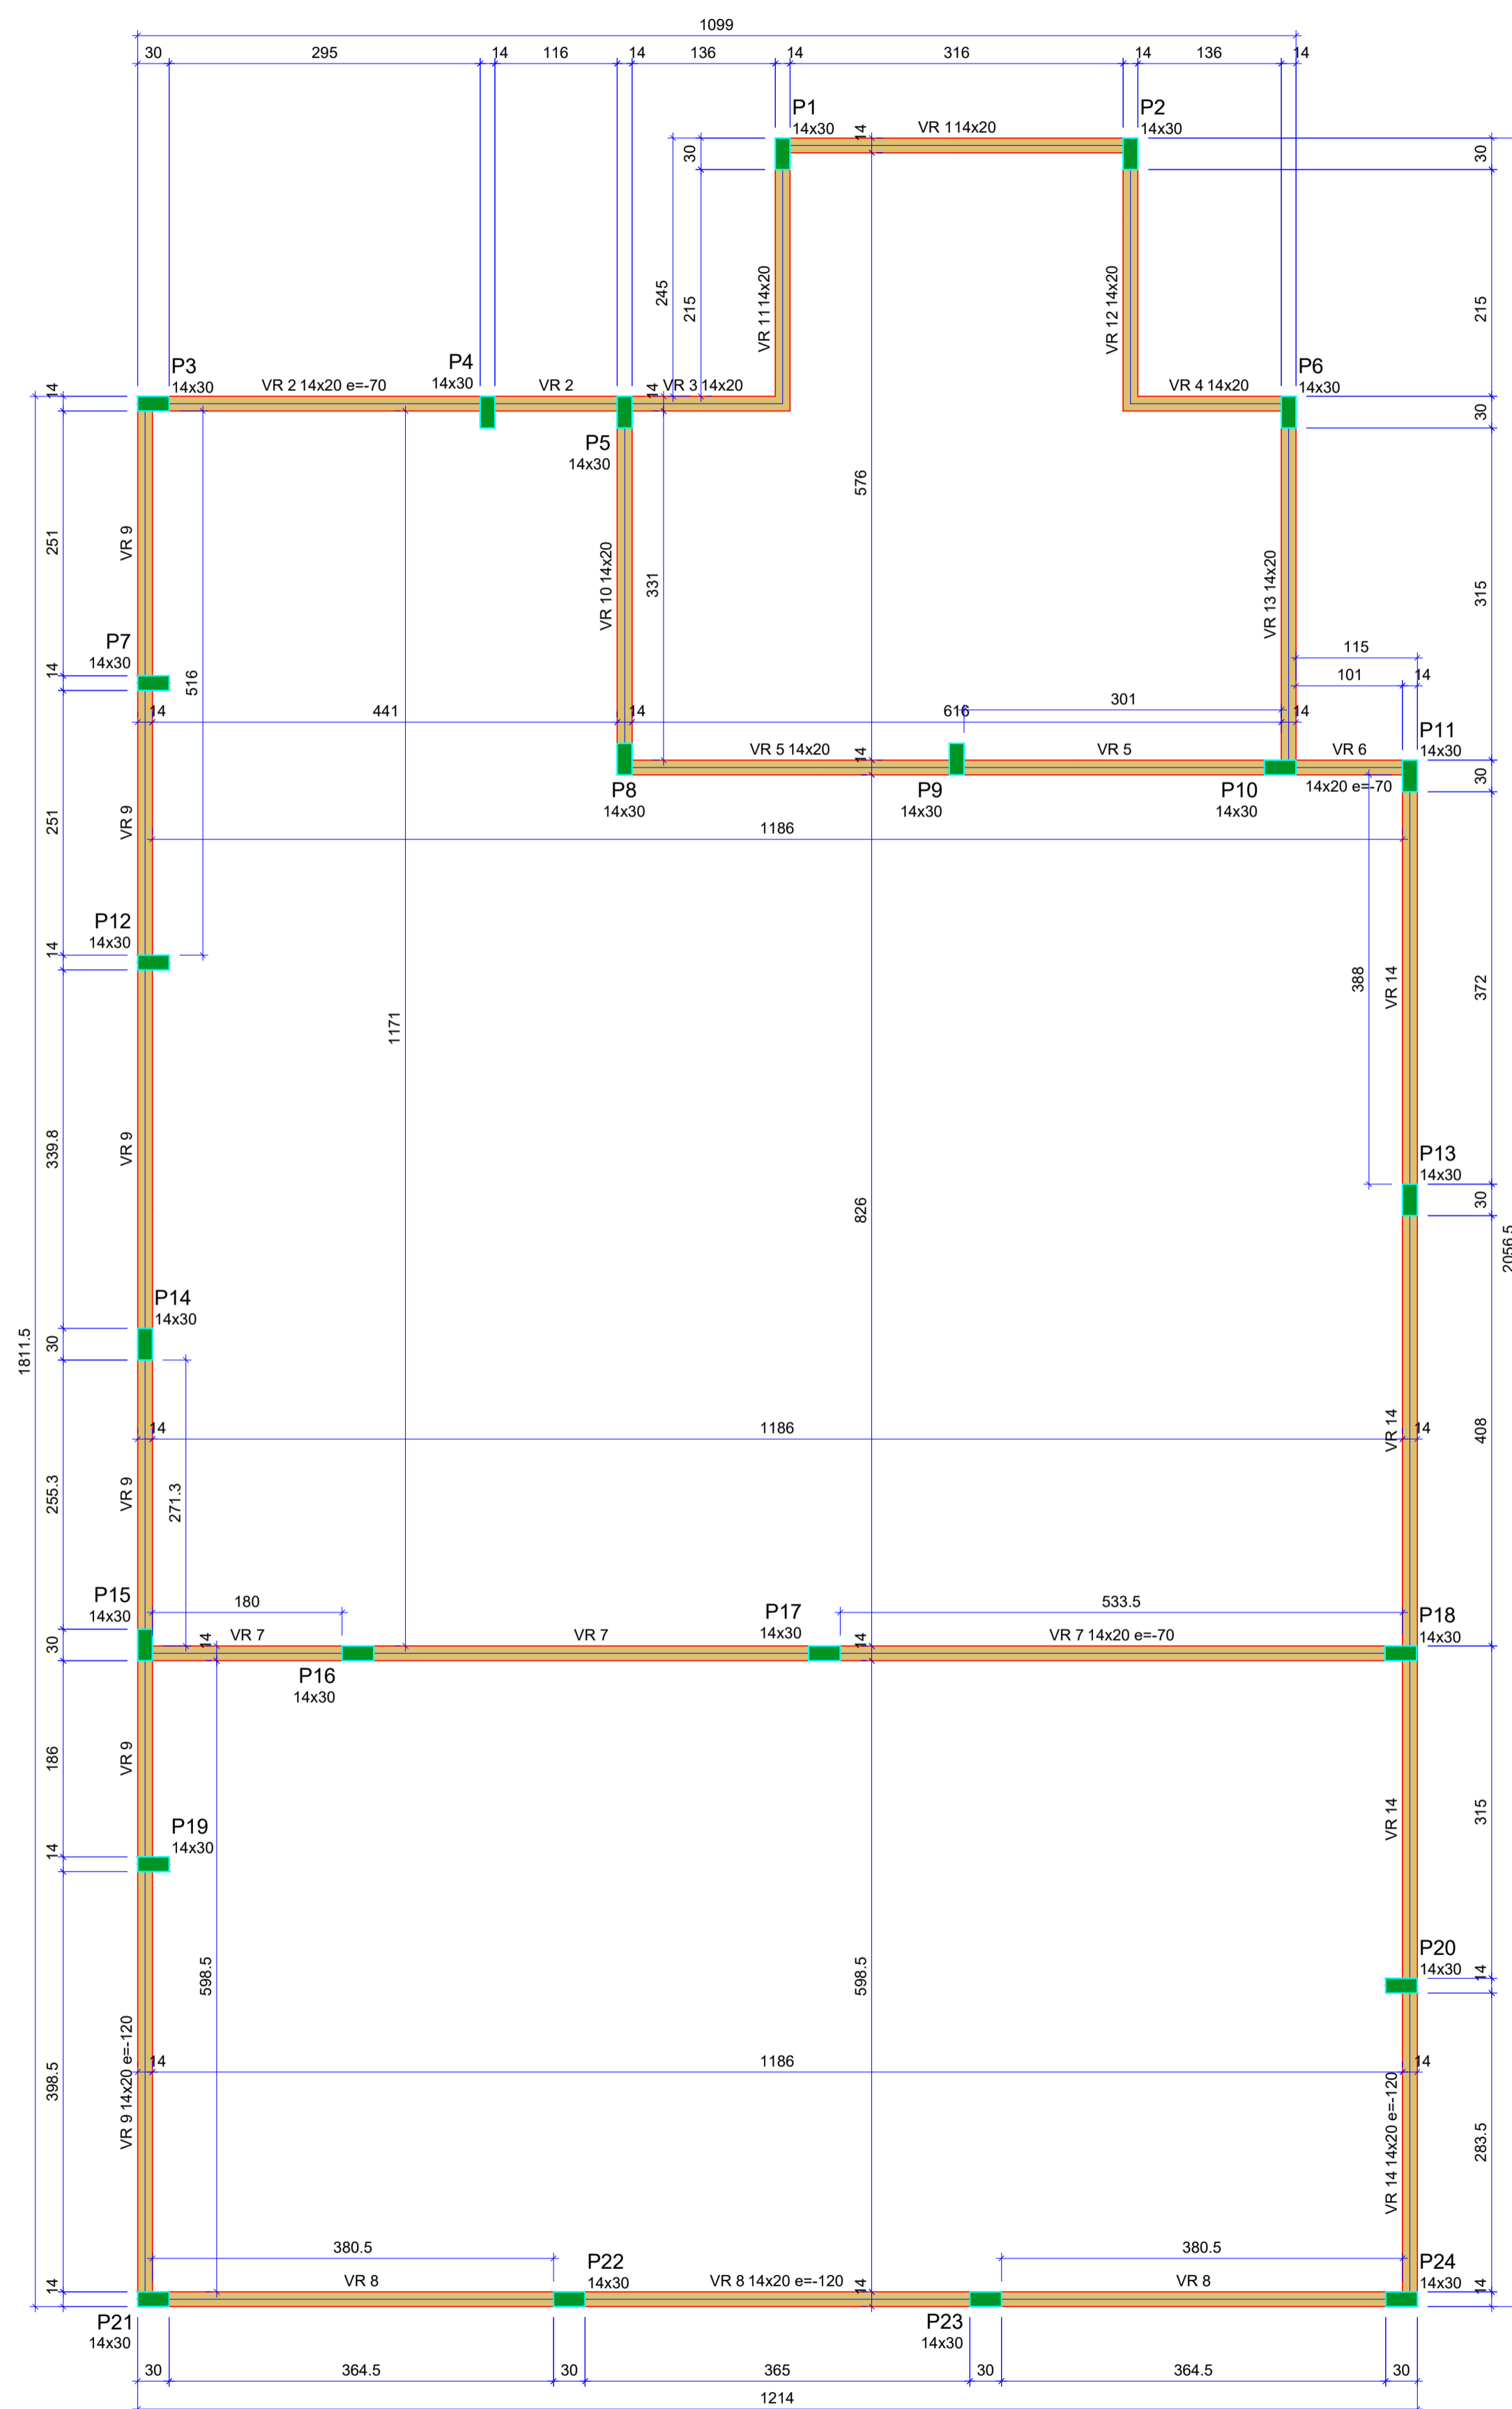 1099
30 295 14 116 14 136 14 316 14 136 14
P1
14x30
VR 1 14x20
14
P2
14x30
30
30
245
215
VR 11 14x20
VR 12 14x20
215
P3
14x30
14
VR 2 14x20 e=-70
P4
14x30
VR 2
14
VR 3 14x20
VR 4 14x20
P6
14x30
30
P5
14x30
576
251
VR 9
VR 10 14x20
331
VR 13 14x20
315
P7
14x30
14
516
115
101 14
301
14 441 14 616 14
P11
14x30
VR 5 14x20
14
VR 5
VR 6
30
P8
14x30
P9
14x30
P10
14x30
14x20 e=-70
251
VR 9
1186
P12
14x30
14
388
VR 14
372
1171
339.8
VR 9
P13
14x30
30
826
2056.5
P14
14x30
30
1811.5
14 1186 14
VR 14
408
255.3
VR 9
271.3
P15
14x30
30
180
VR 7
14
VR 7
P17
14x30
533.5
14
VR 7 14x20 e=-70
P18
14x30
P16
14x30
186
VR 9
VR 14
315
P19
14x30
14
P20
14x30
14
598.5
598.5
14 1186 14
398.5
VR 9 14x20 e=-120
VR 14 14x20 e=-120
283.5
380.5
380.5
VR 8
P22
14x30
VR 8 14x20 e=-120
14
VR 8
P24
14x30
14
14
P21
14x30
P23
14x30
30 364.5 30 365 30 364.5 30
1214